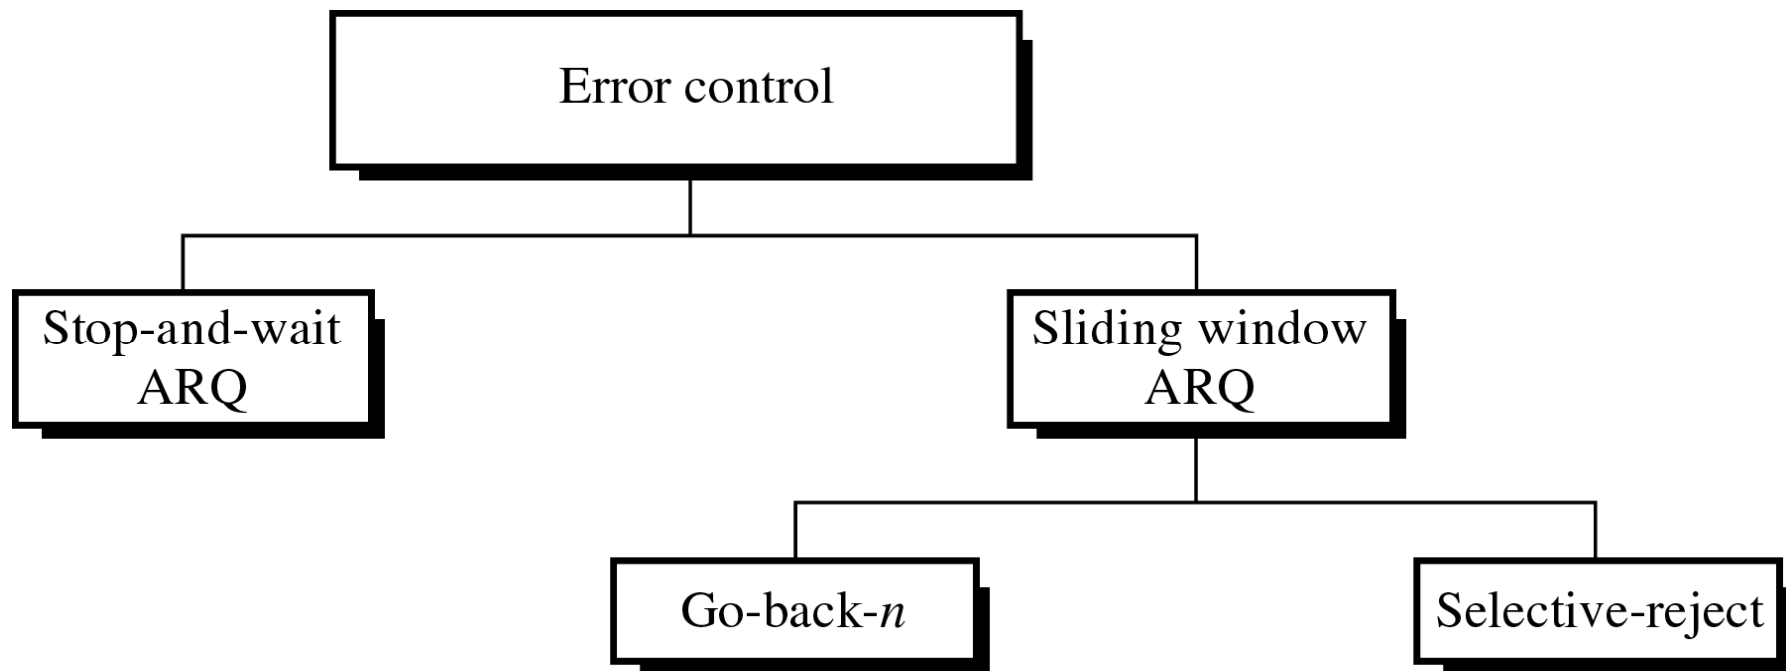 Error control
Stop-and-wait
ARQ
Sliding window
ARQ
Go-back-n
Selective-reject